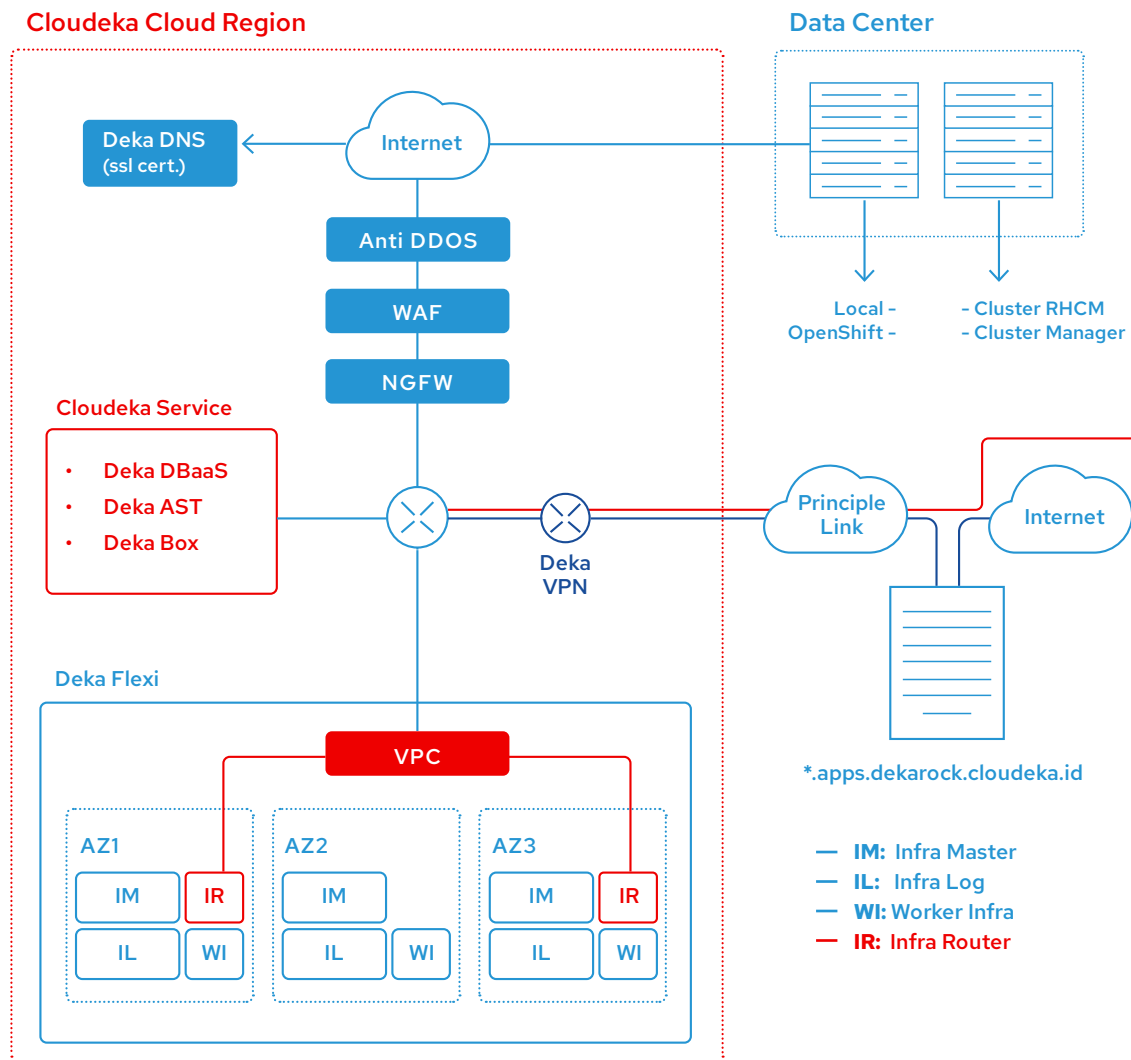 Cloudeka Cloud Region
Data Center
Deka DNS
(ssl cert.)
Internet
Anti DDOS
WAF
NGFW
Local -
OpenShift -
- Cluster RHCM
- Cluster Manager
Cloudeka Service
• Deka DBaaS
• Deka AST
• Deka Box
Deka
VPN
Principle
Link
Internet
*.apps.dekarock.cloudeka.id
Deka Flexi
VPC
AZ1
IM
IR
IL
WI
AZ2
IM
IL
WI
AZ3
IM
IR
IL
WI
— IM: Infra Master
— IL: Infra Log
— WI: Worker Infra
— IR: Infra Router